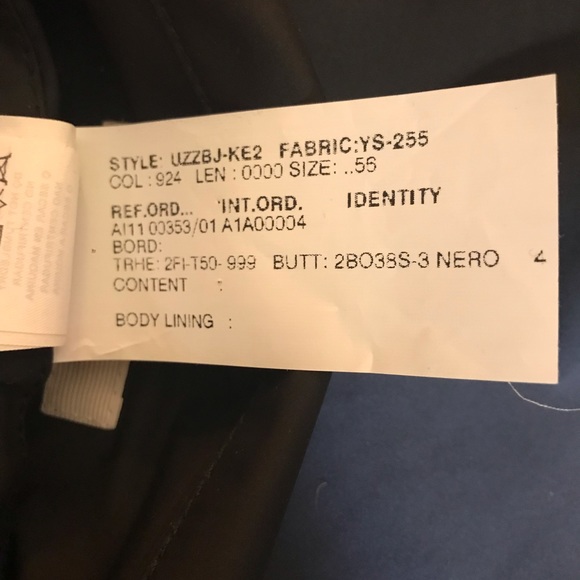 STYLE: UZZBJ-KE2 FABRIC:YS-255
COL : 924 LEN : 0000 SIZE: ..56
REF.ORD... INT.ORD. IDENTITY
AI11 00353/01 A1A00004
BORD:
TRHE: 2FI-T50- 999 BUTT: 2BO38S-3 NERO 4
CONTENT :
BODY LINING :